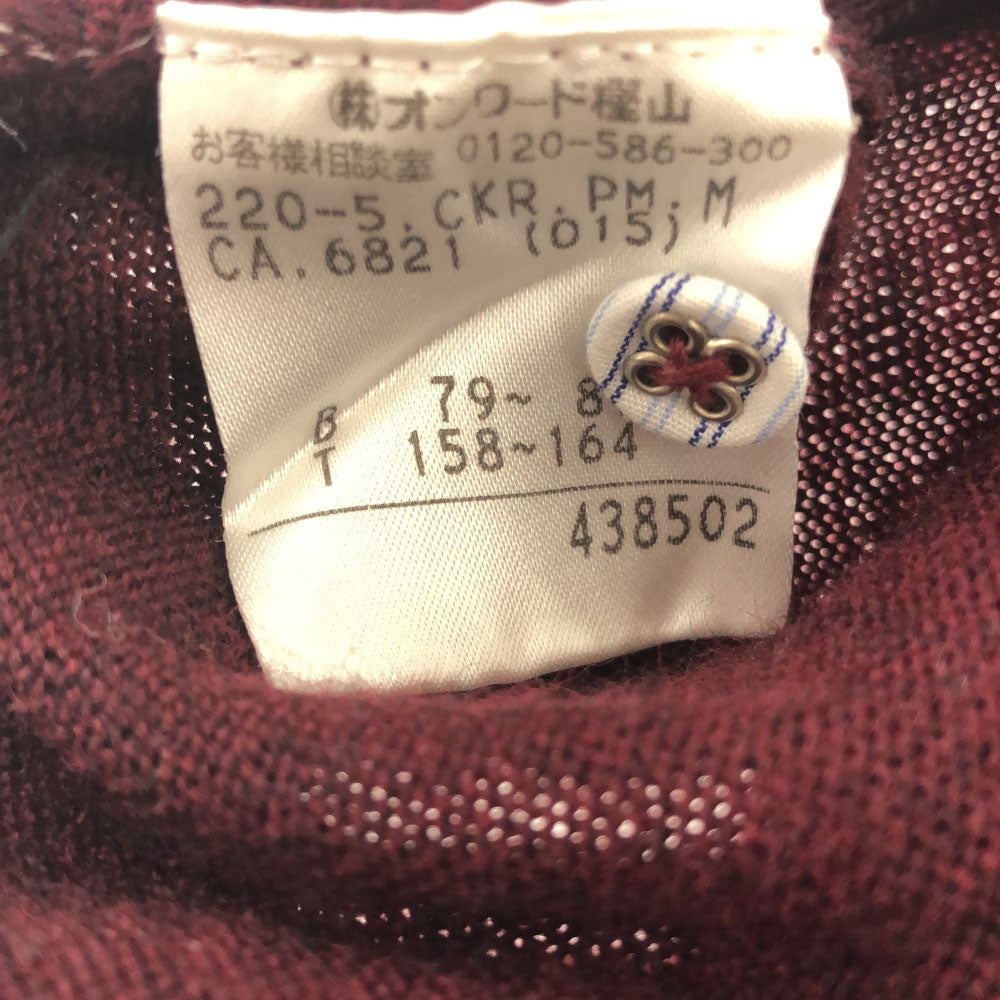 ㈱オンワード樫山
お客様相談室 0120-586-300
220-5.CKR.PM.M
CA.6821 (015)
B 79~ 8
T 158~164
438502